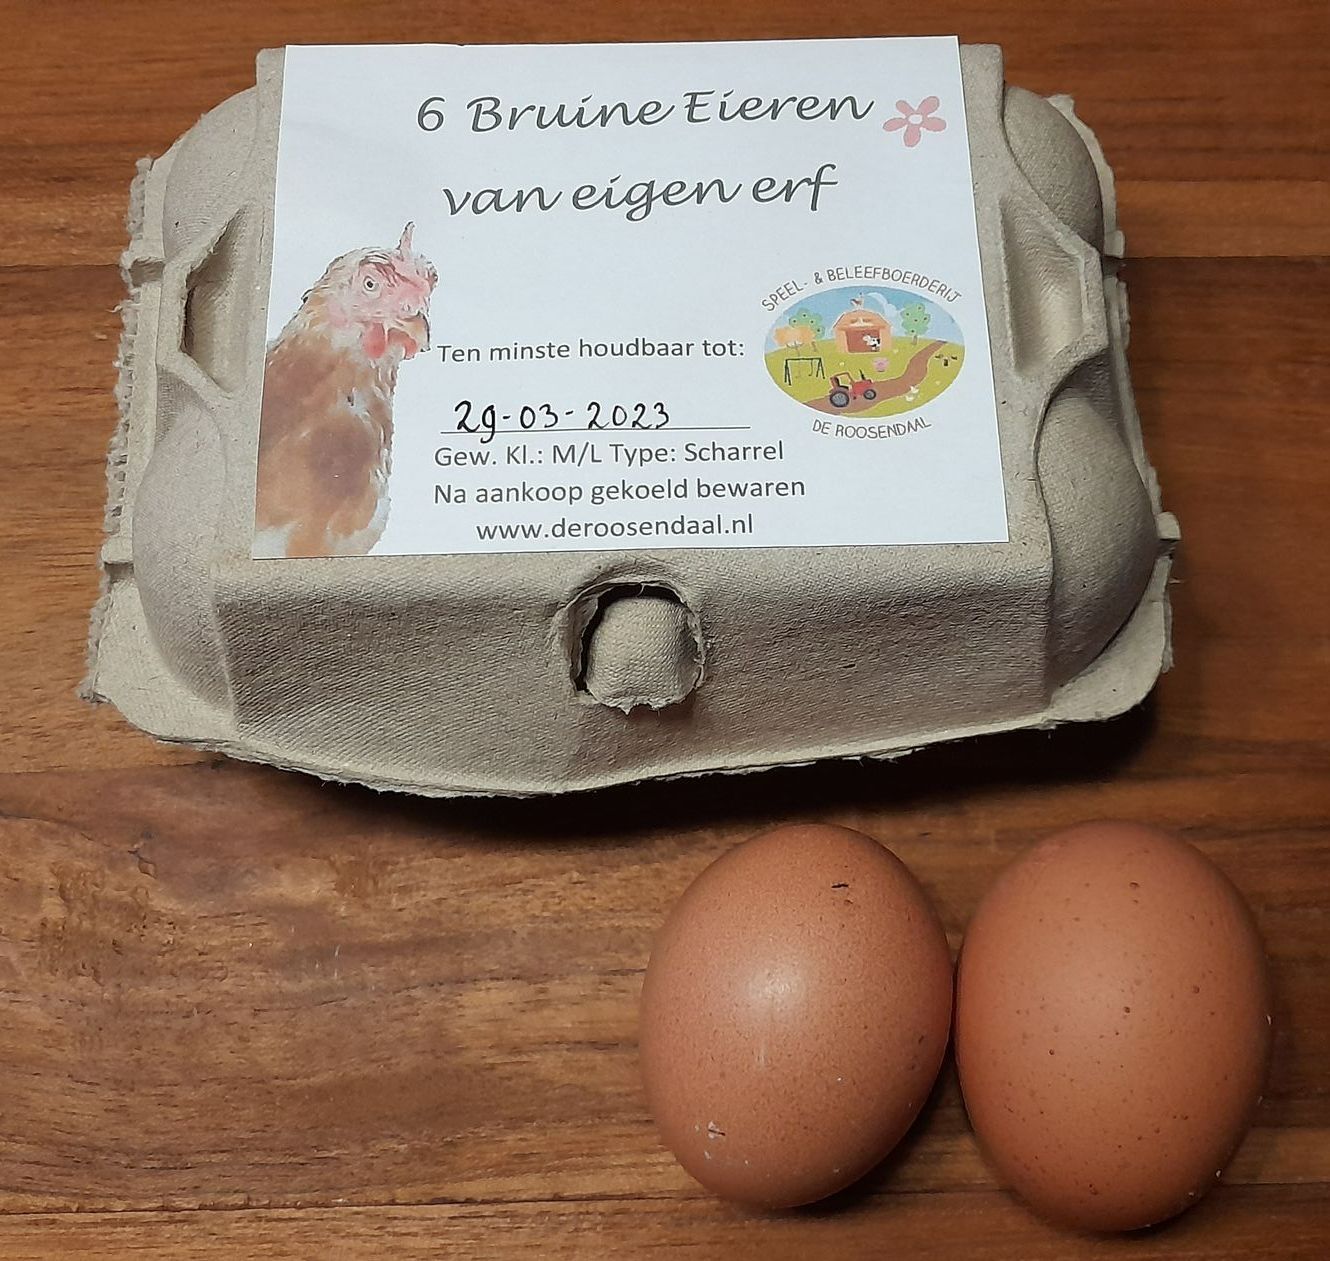 6 Bruine Eieren
van eigen erf
SPEEL- & BELEEFBOERDERIJ
DE ROOSENDAAL
Ten minste houdbaar tot:
29-03-2023
Gew. Kl.: M/L Type: Scharrel
Na aankoop gekoeld bewaren
www.deroosendaal.nl